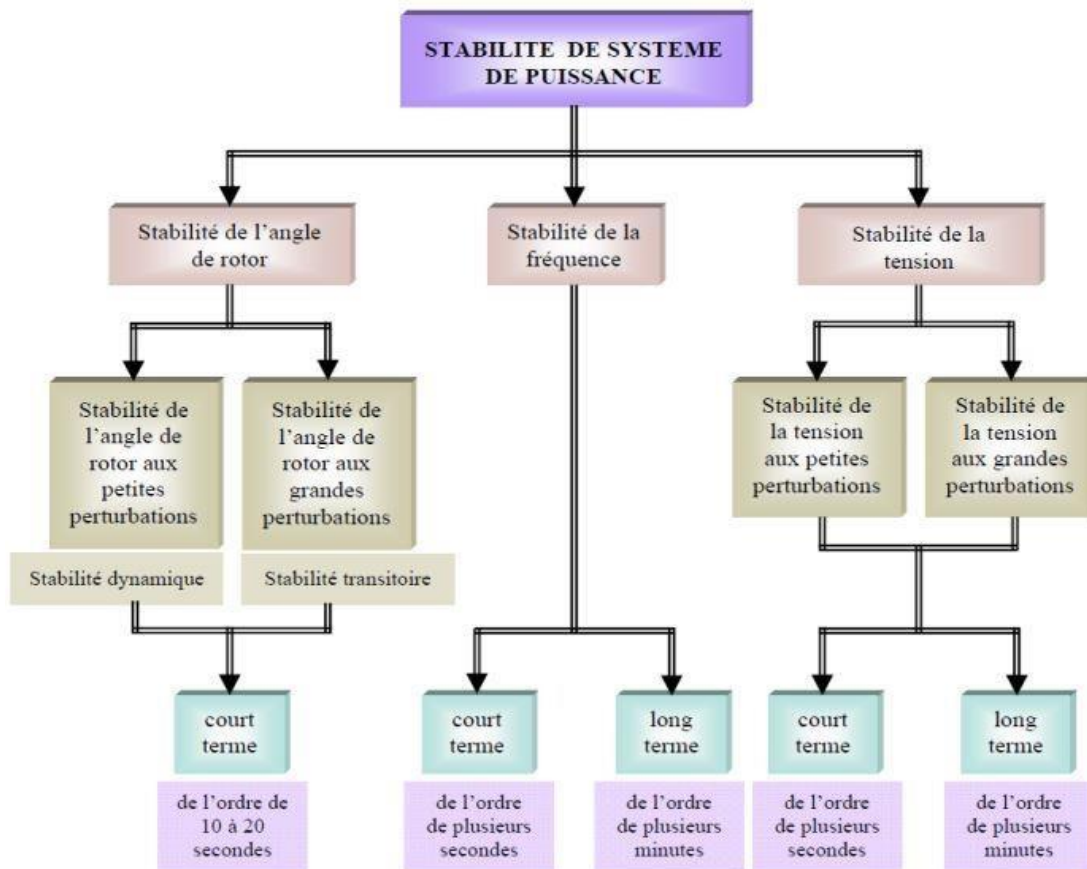 STABILITE DE SYSTEME
DE PUISSANCE
Stabilité de l’angle
de rotor
Stabilité de la
fréquence
Stabilité de la
tension
Stabilité de
l’angle de
rotor aux
petites
perturbations
Stabilité de
l’angle de
rotor aux
grandes
perturbations
Stabilité de
la tension
aux petites
perturbations
Stabilité de
la tension
aux grandes
perturbations
Stabilité dynamique
Stabilité transitoire
court
terme
court
terme
long
terme
court
terme
long
terme
de l’ordre de
10 à 20
secondes
de l’ordre
de plusieurs
secondes
de l’ordre
de plusieurs
minutes
de l’ordre
de plusieurs
secondes
de l’ordre
de plusieurs
minutes